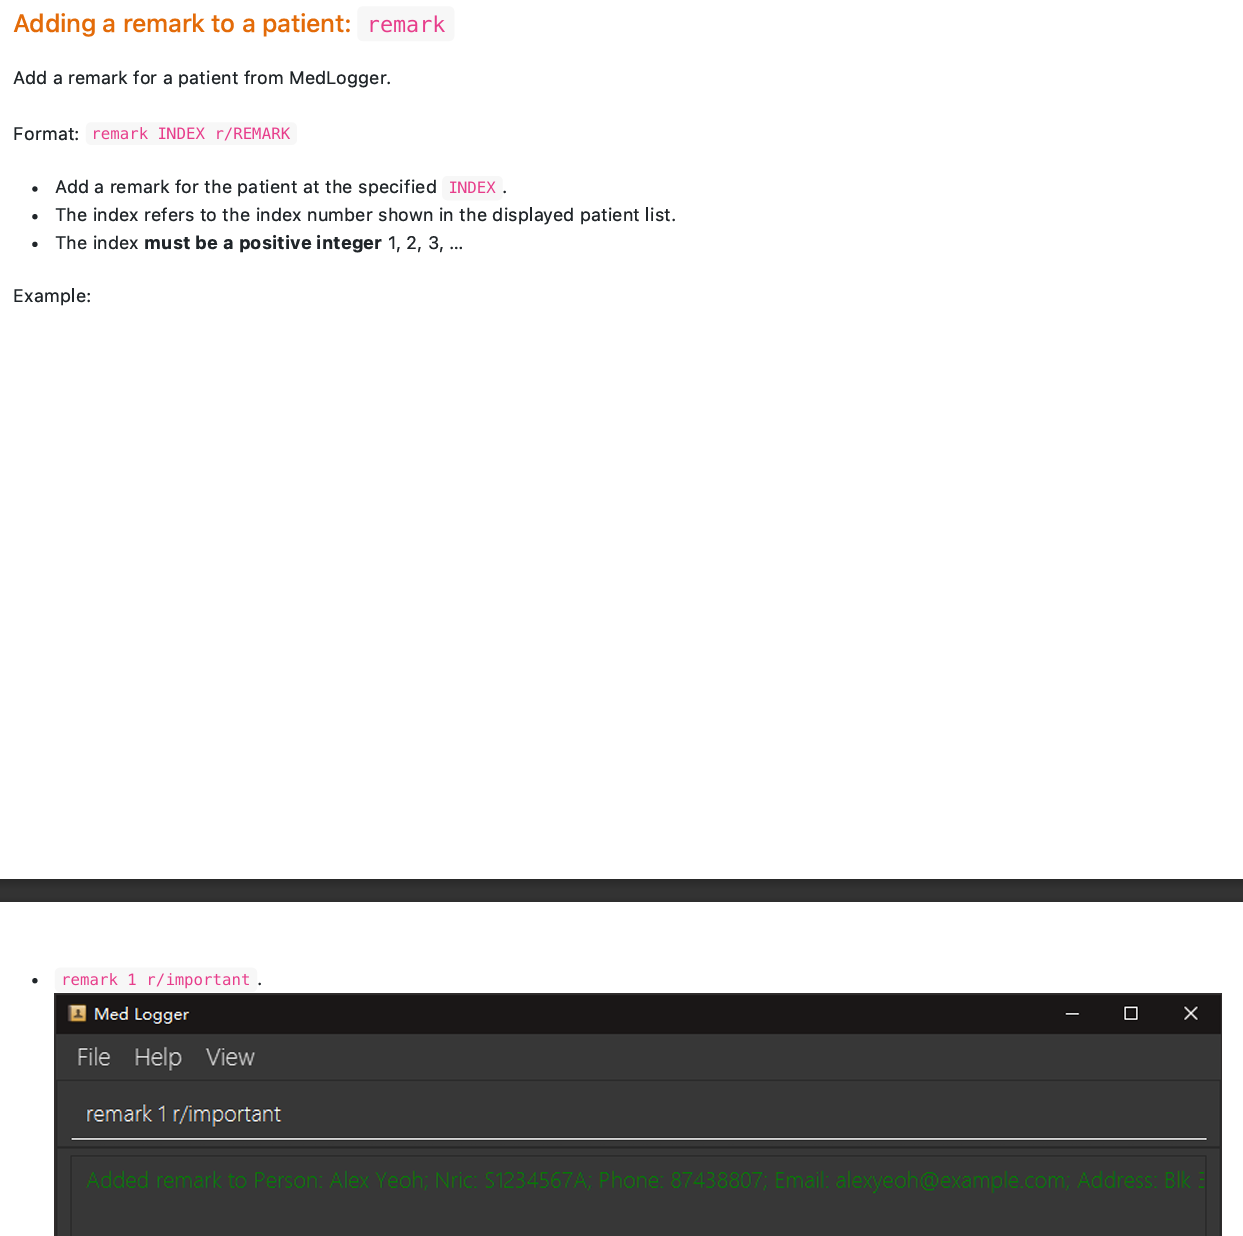 Adding a remark to a patient: remark
Add a remark for a patient from MedLogger.
Format: remark INDEX r/REMARK
• Add a remark for the patient at the specified INDEX .
• The index refers to the index number shown in the displayed patient list.
• The index must be a positive integer 1, 2, 3, …
Example:
• remark 1 r/important .
Med Logger
File Help View
remark 1 r/important
Added remark to Person: Alex Yeoh; Nric: S1234567A; Phone: 87438807; Email: alexyeoh@example.com; Address: Blk 3